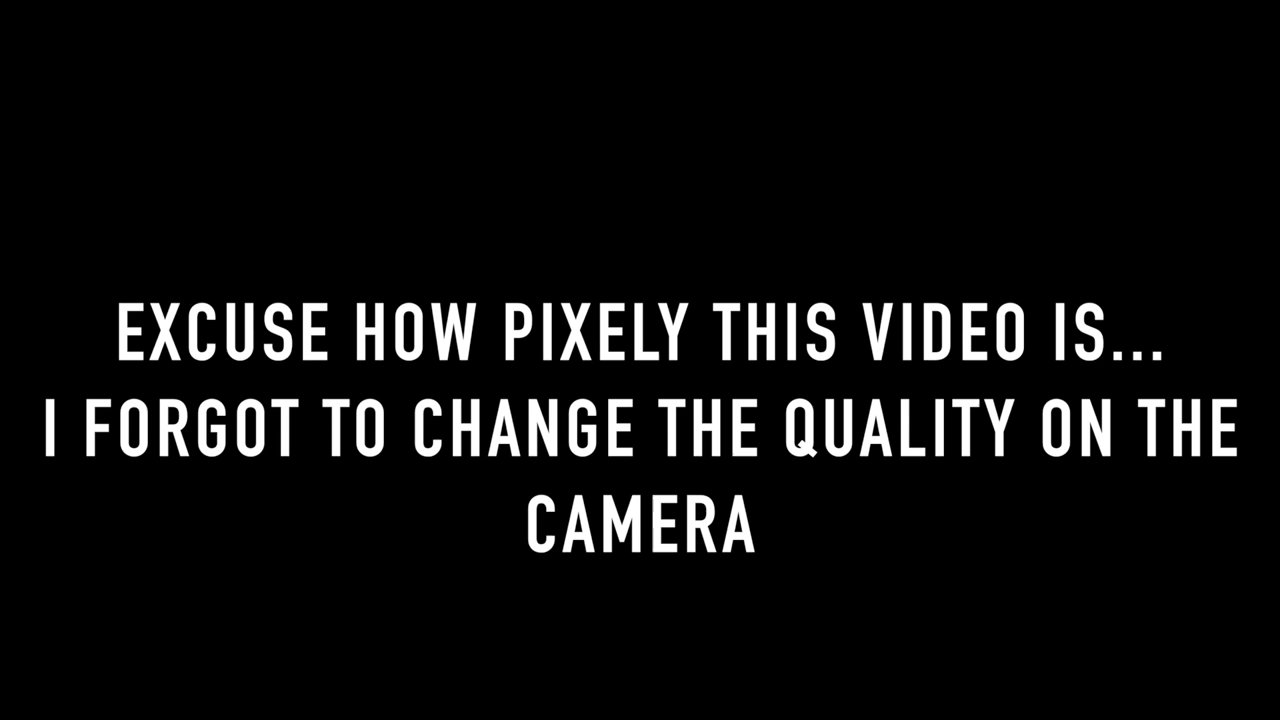 EXCUSE HOW PIXELY THIS VIDEO IS...
I FORGOT TO CHANGE THE QUALITY ON THE
CAMERA